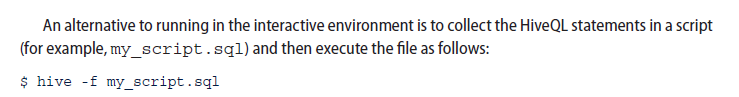 An alternative to running in the interactive environment is to collect the HiveQL statements in a script
(for example, my_script.sql) and then execute the file as follows:
$ hive -f my_script.sql